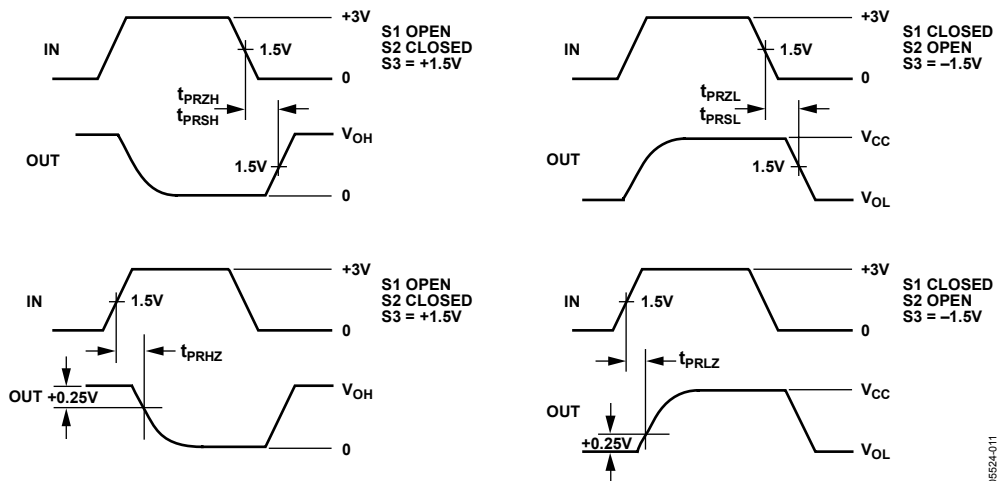 +3V
IN
1.5V
S1 OPEN
S2 CLOSED
S3 = +1.5V
0
tPRZH
tPRSH
VOH
OUT
1.5V
0
+3V
IN
1.5V
S1 CLOSED
S2 OPEN
S3 = –1.5V
0
tPRZL
tPRSL
VCC
OUT
1.5V
VOL
+3V
IN
1.5V
S1 OPEN
S2 CLOSED
S3 = +1.5V
0
tPRHZ
VOH
OUT +0.25V
0
+3V
IN
1.5V
S1 CLOSED
S2 OPEN
S3 = –1.5V
0
tPRLZ
VCC
OUT
+0.25V
VOL
05524-011